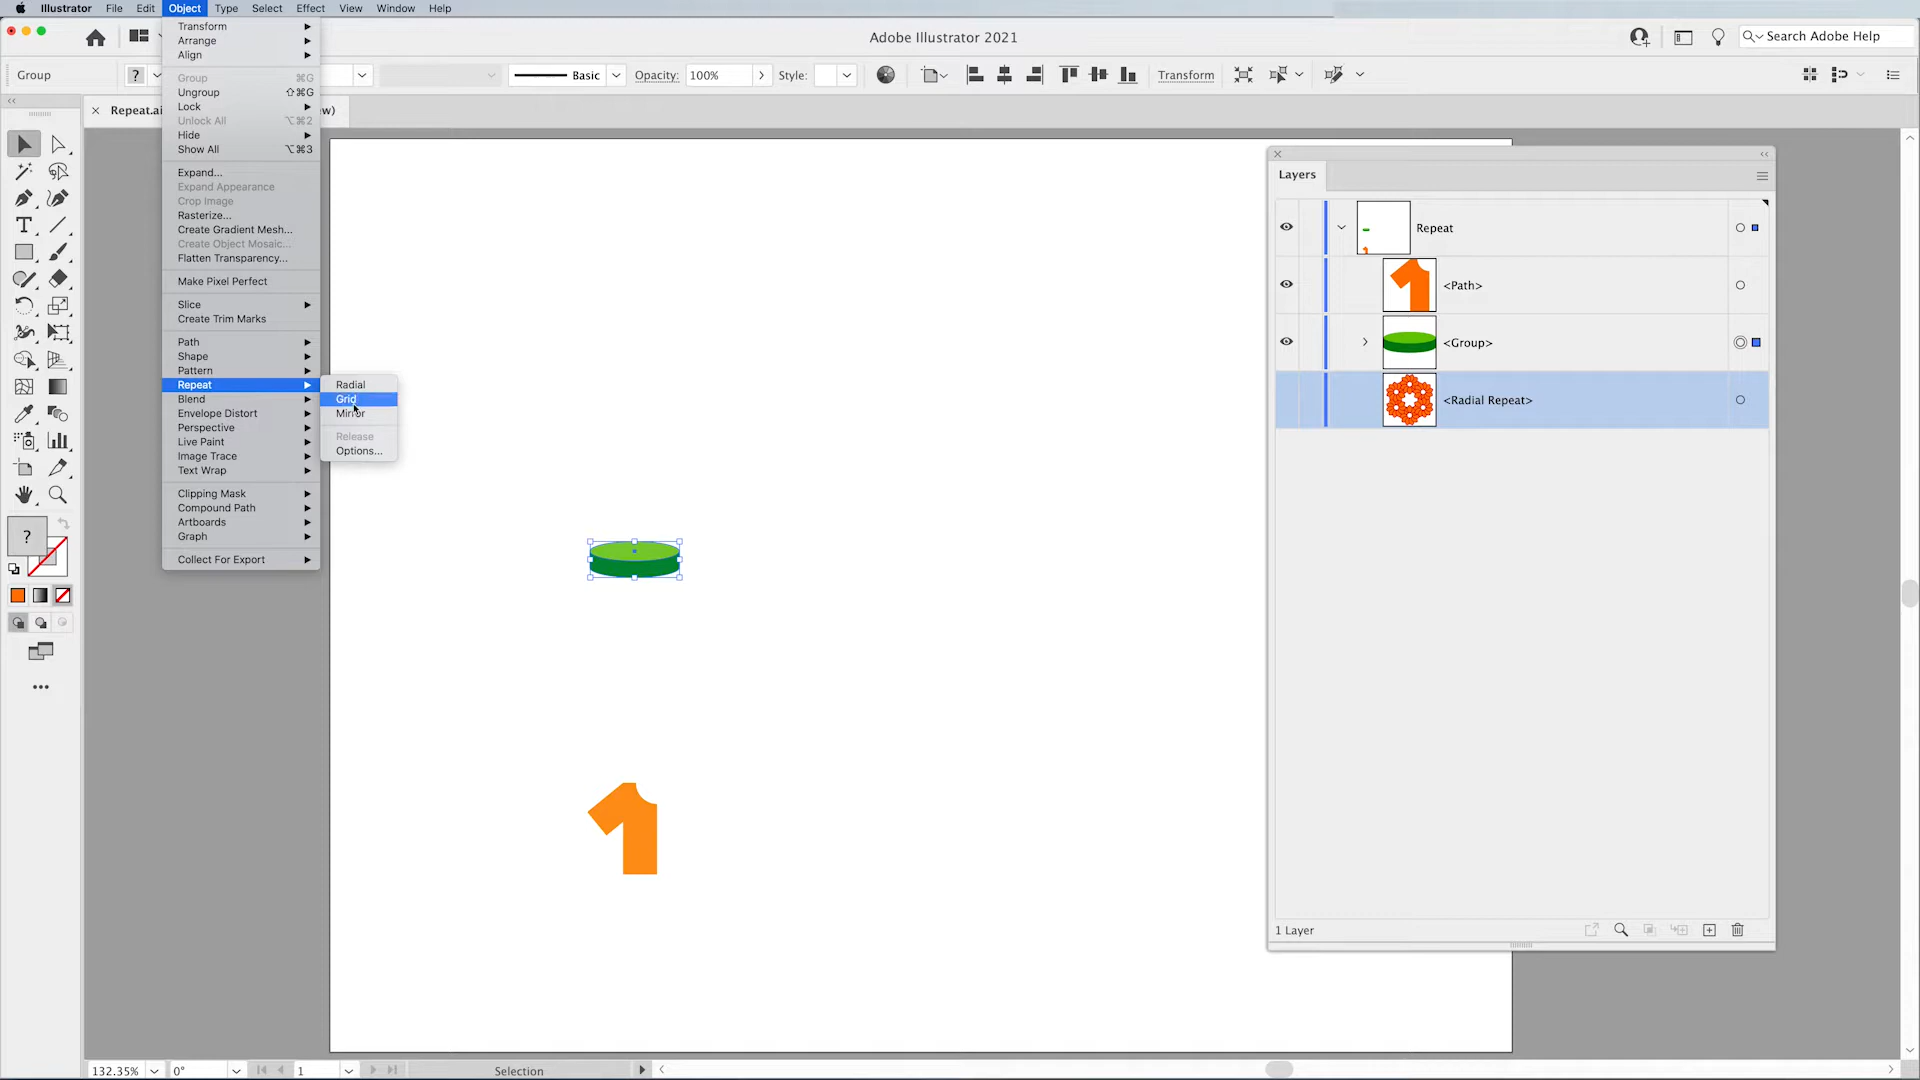 Illustrator File Edit Object Type Select Effect View Window Help
Adobe Illustrator 2021
Search Adobe Help
Group
?
Basic
Opacity: 100%
Style:
Transform
Repeat.ai
w)
Transform
Arrange
Align
Group ⌘G
Ungroup ⇧⌘G
Lock
Unlock All ⌥⌘2
Hide
Show All ⌥⌘3
Expand...
Expand Appearance
Crop Image
Rasterize...
Create Gradient Mesh...
Create Object Mosaic...
Flatten Transparency...
Make Pixel Perfect
Slice
Create Trim Marks
Path
Shape
Pattern
Repeat
Blend
Envelope Distort
Perspective
Live Paint
Image Trace
Text Wrap
Clipping Mask
Compound Path
Artboards
Graph
Collect For Export
Radial
Grid
Mirror
Release
Options...
?
1
Layers
Repeat
<Path>
<Group>
<Radial Repeat>
1 Layer
132.35% 0° 1 Selection